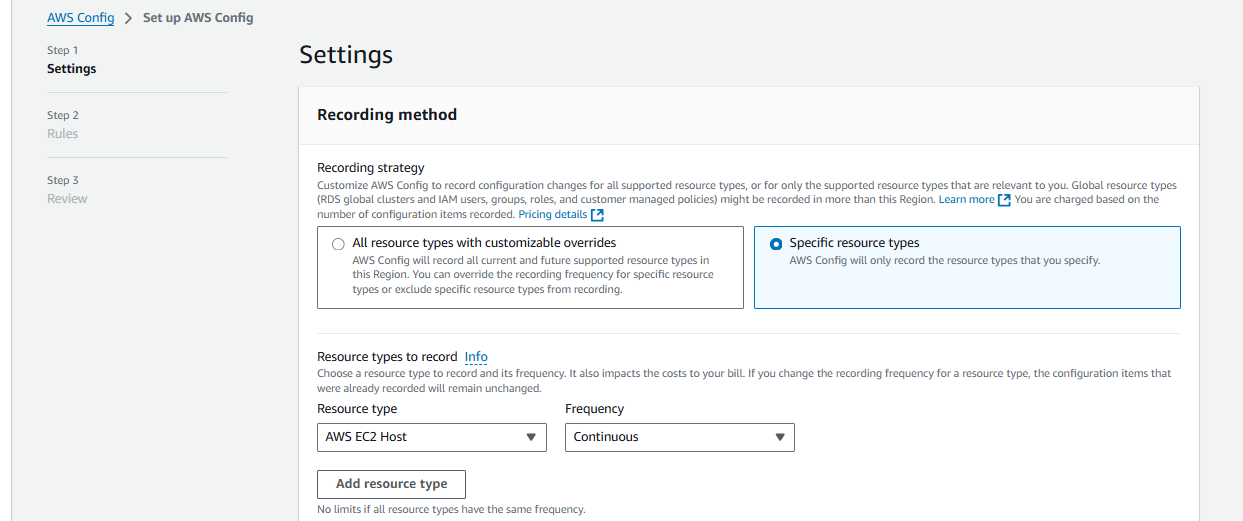 AWS Config > Set up AWS Config
Step 1
Settings
Step 2
Rules
Step 3
Review
Settings
Recording method
Recording strategy
Customize AWS Config to record configuration changes for all supported resource types, or for only the supported resource types that are relevant to you. Global resource types
(RDS global clusters and IAM users, groups, roles, and customer managed policies) might be recorded in more than this Region. Learn more You are charged based on the
number of configuration items recorded. Pricing details
All resource types with customizable overrides
AWS Config will record all current and future supported resource types in
this Region. You can override the recording frequency for specific resource
types or exclude specific resource types from recording.
Specific resource types
AWS Config will only record the resource types that you specify.
Resource types to record Info
Choose a resource type to record and its frequency. It also impacts the costs to your bill. If you change the recording frequency for a resource type, the configuration items that
were already recorded will remain unchanged.
Resource type Frequency
AWS EC2 Host Continuous
Add resource type
No limits if all resource types have the same frequency.